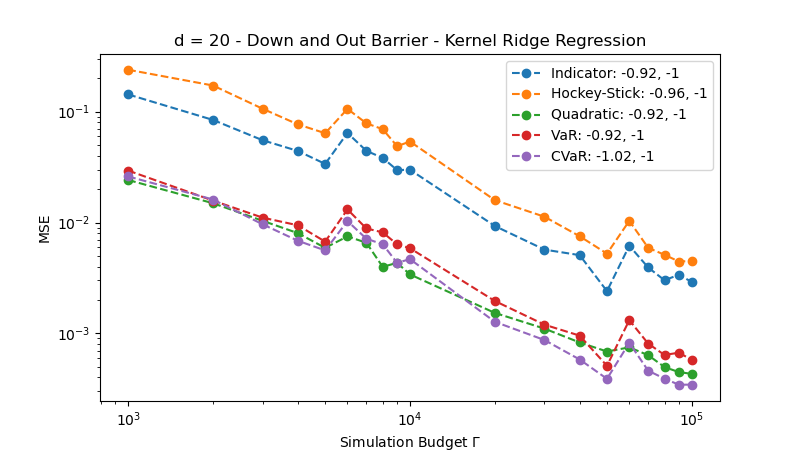 d = 20 - Down and Out Barrier - Kernel Ridge Regression
Indicator: -0.92, -1
Hockey-Stick: -0.96, -1
Quadratic: -0.92, -1
VaR: -0.92, -1
CVaR: -1.02, -1
MSE
10⁻¹
10⁻²
10⁻³
10³
10⁴
10⁵
Simulation Budget Γ